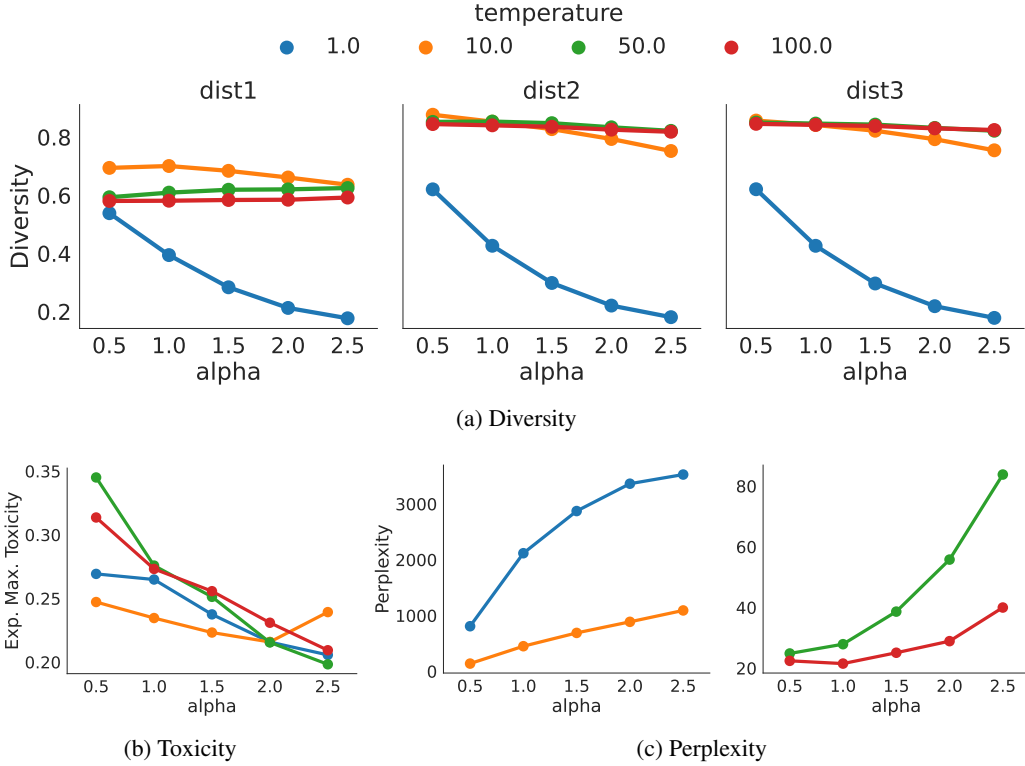 temperature
1.0 10.0 50.0 100.0
dist1 dist2 dist3
Diversity
0.8
0.6
0.4
0.2
0.5 1.0 1.5 2.0 2.5 0.5 1.0 1.5 2.0 2.5 0.5 1.0 1.5 2.0 2.5
alpha alpha alpha
(a) Diversity
Exp. Max. Toxicity
0.35
0.30
0.25
0.20
0.5 1.0 1.5 2.0 2.5
alpha
(b) Toxicity
Perplexity
3000
2000
1000
0
0.5 1.0 1.5 2.0 2.5
alpha
80
60
40
20
0.5 1.0 1.5 2.0 2.5
alpha
(c) Perplexity